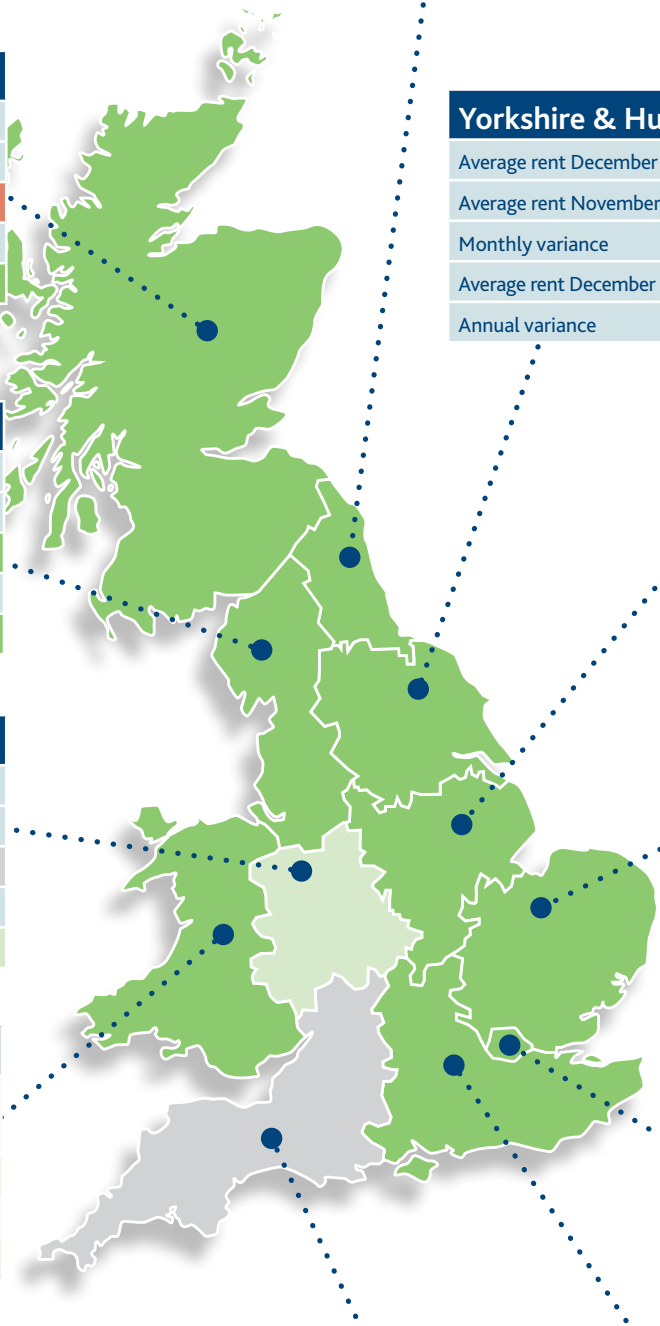 Yorkshire & Hu
Average rent December
Average rent November
Monthly variance
Average rent December
Annual variance